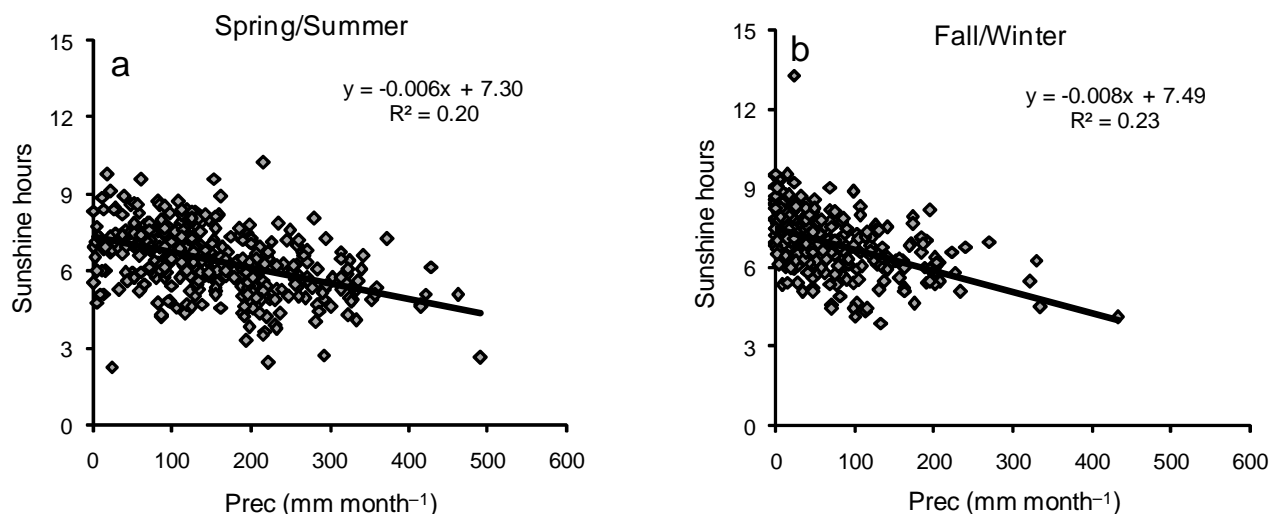 Spring/Summer
a
y = -0.006x + 7.30
R² = 0.20
15
12
9
6
3
0
Sunshine hours
0 100 200 300 400 500 600
Prec (mm month⁻¹)
Fall/Winter
b
y = -0.008x + 7.49
R² = 0.23
15
12
9
6
3
0
Sunshine hours
0 100 200 300 400 500 600
Prec (mm month⁻¹)